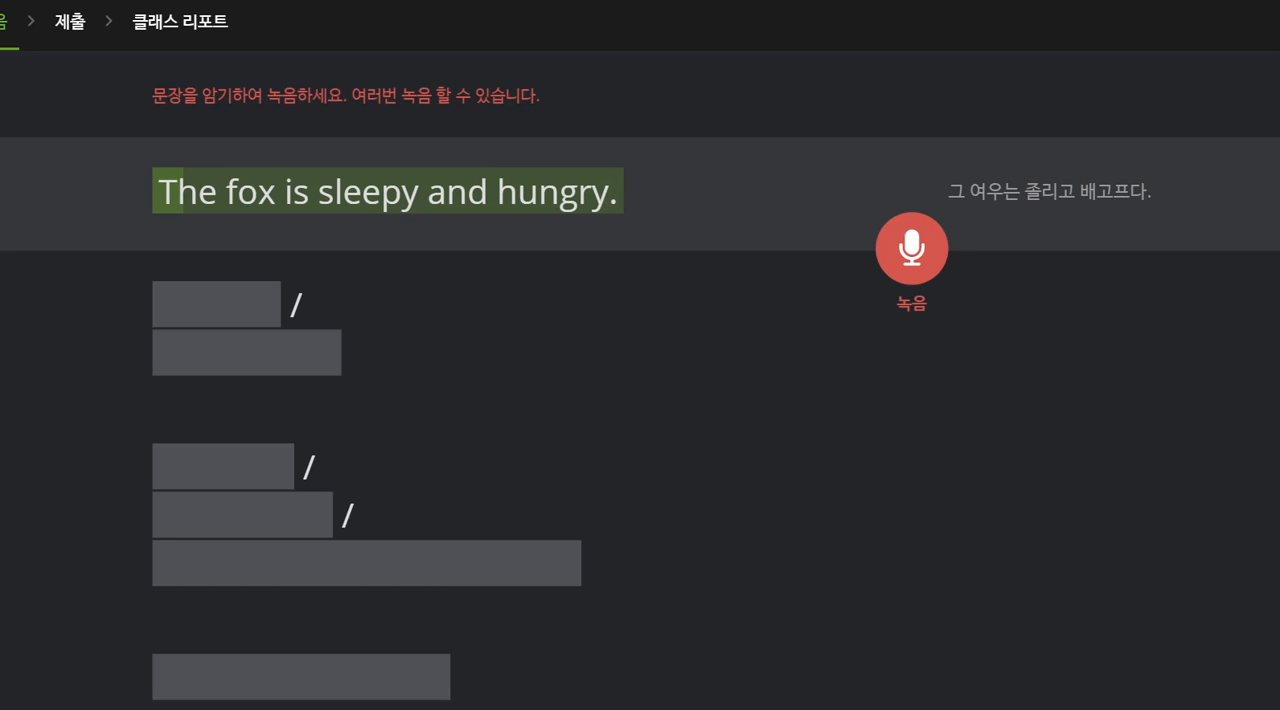 음 > 제출 > 클래스 리포트
문장을 암기하여 녹음하세요. 여러번 녹음 할 수 있습니다.
The fox is sleepy and hungry.
그 여우는 졸리고 배고프다.
녹음
/
/
/